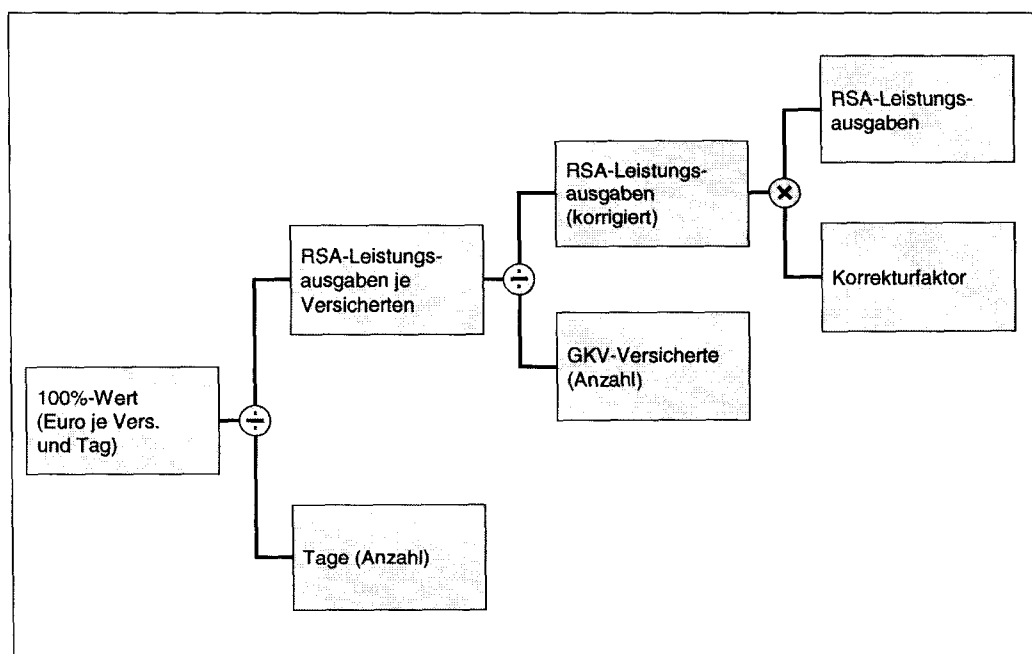 RSA-Leistungs-
ausgaben
RSA-Leistungs-
ausgaben
(korrigiert)
RSA-Leistungs-
ausgaben je
Versicherten
Korrekturfaktor
GKV-Versicherte
(Anzahl)
100%-Wert
(Euro je Vers.
und Tag)
Tage (Anzahl)